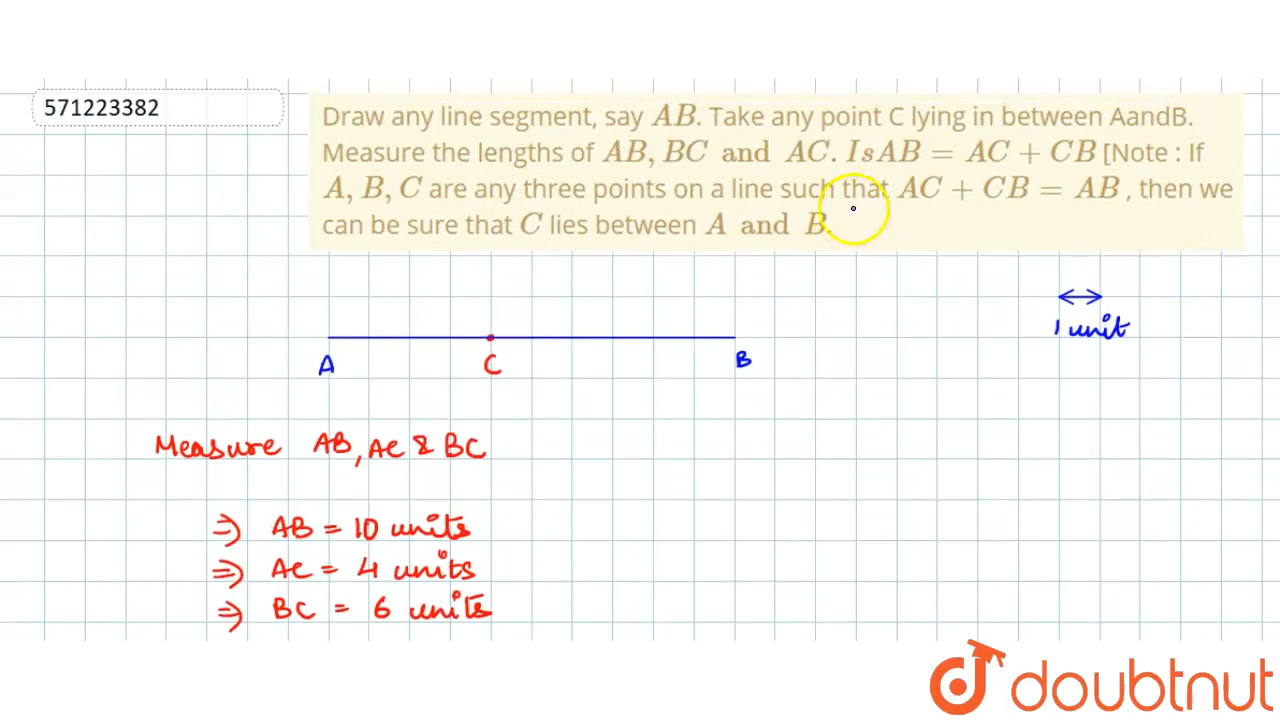 571223382
Draw any line segment, say AB. Take any point C lying in between AandB.
Measure the lengths of AB, BC and AC. IsAB = AC + CB [Note : If
A, B, C are any three points on a line such that AC + CB = AB , then we
can be sure that C lies between A and B.
1 unit
A C B
Measure AB, AC & BC
⇒ AB = 10 units
⇒ AC = 4 units
⇒ BC = 6 units
doubtnut